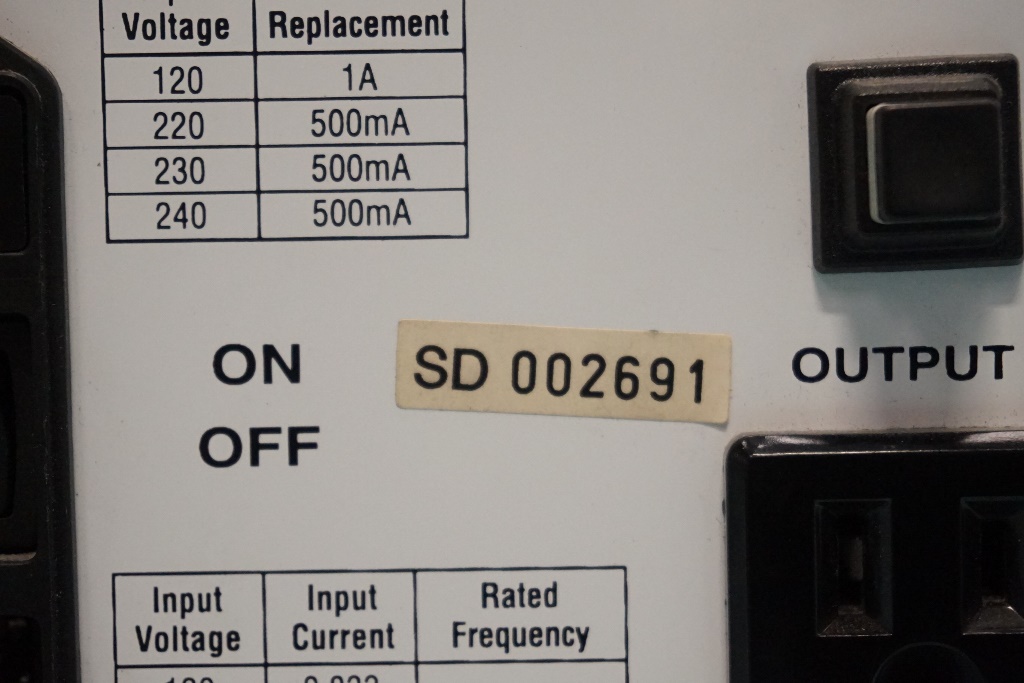 Voltage Replacement
120 1A
220 500mA
230 500mA
240 500mA
ON
OFF
SD 002691
OUTPUT
Input Input Rated
Voltage Current Frequency